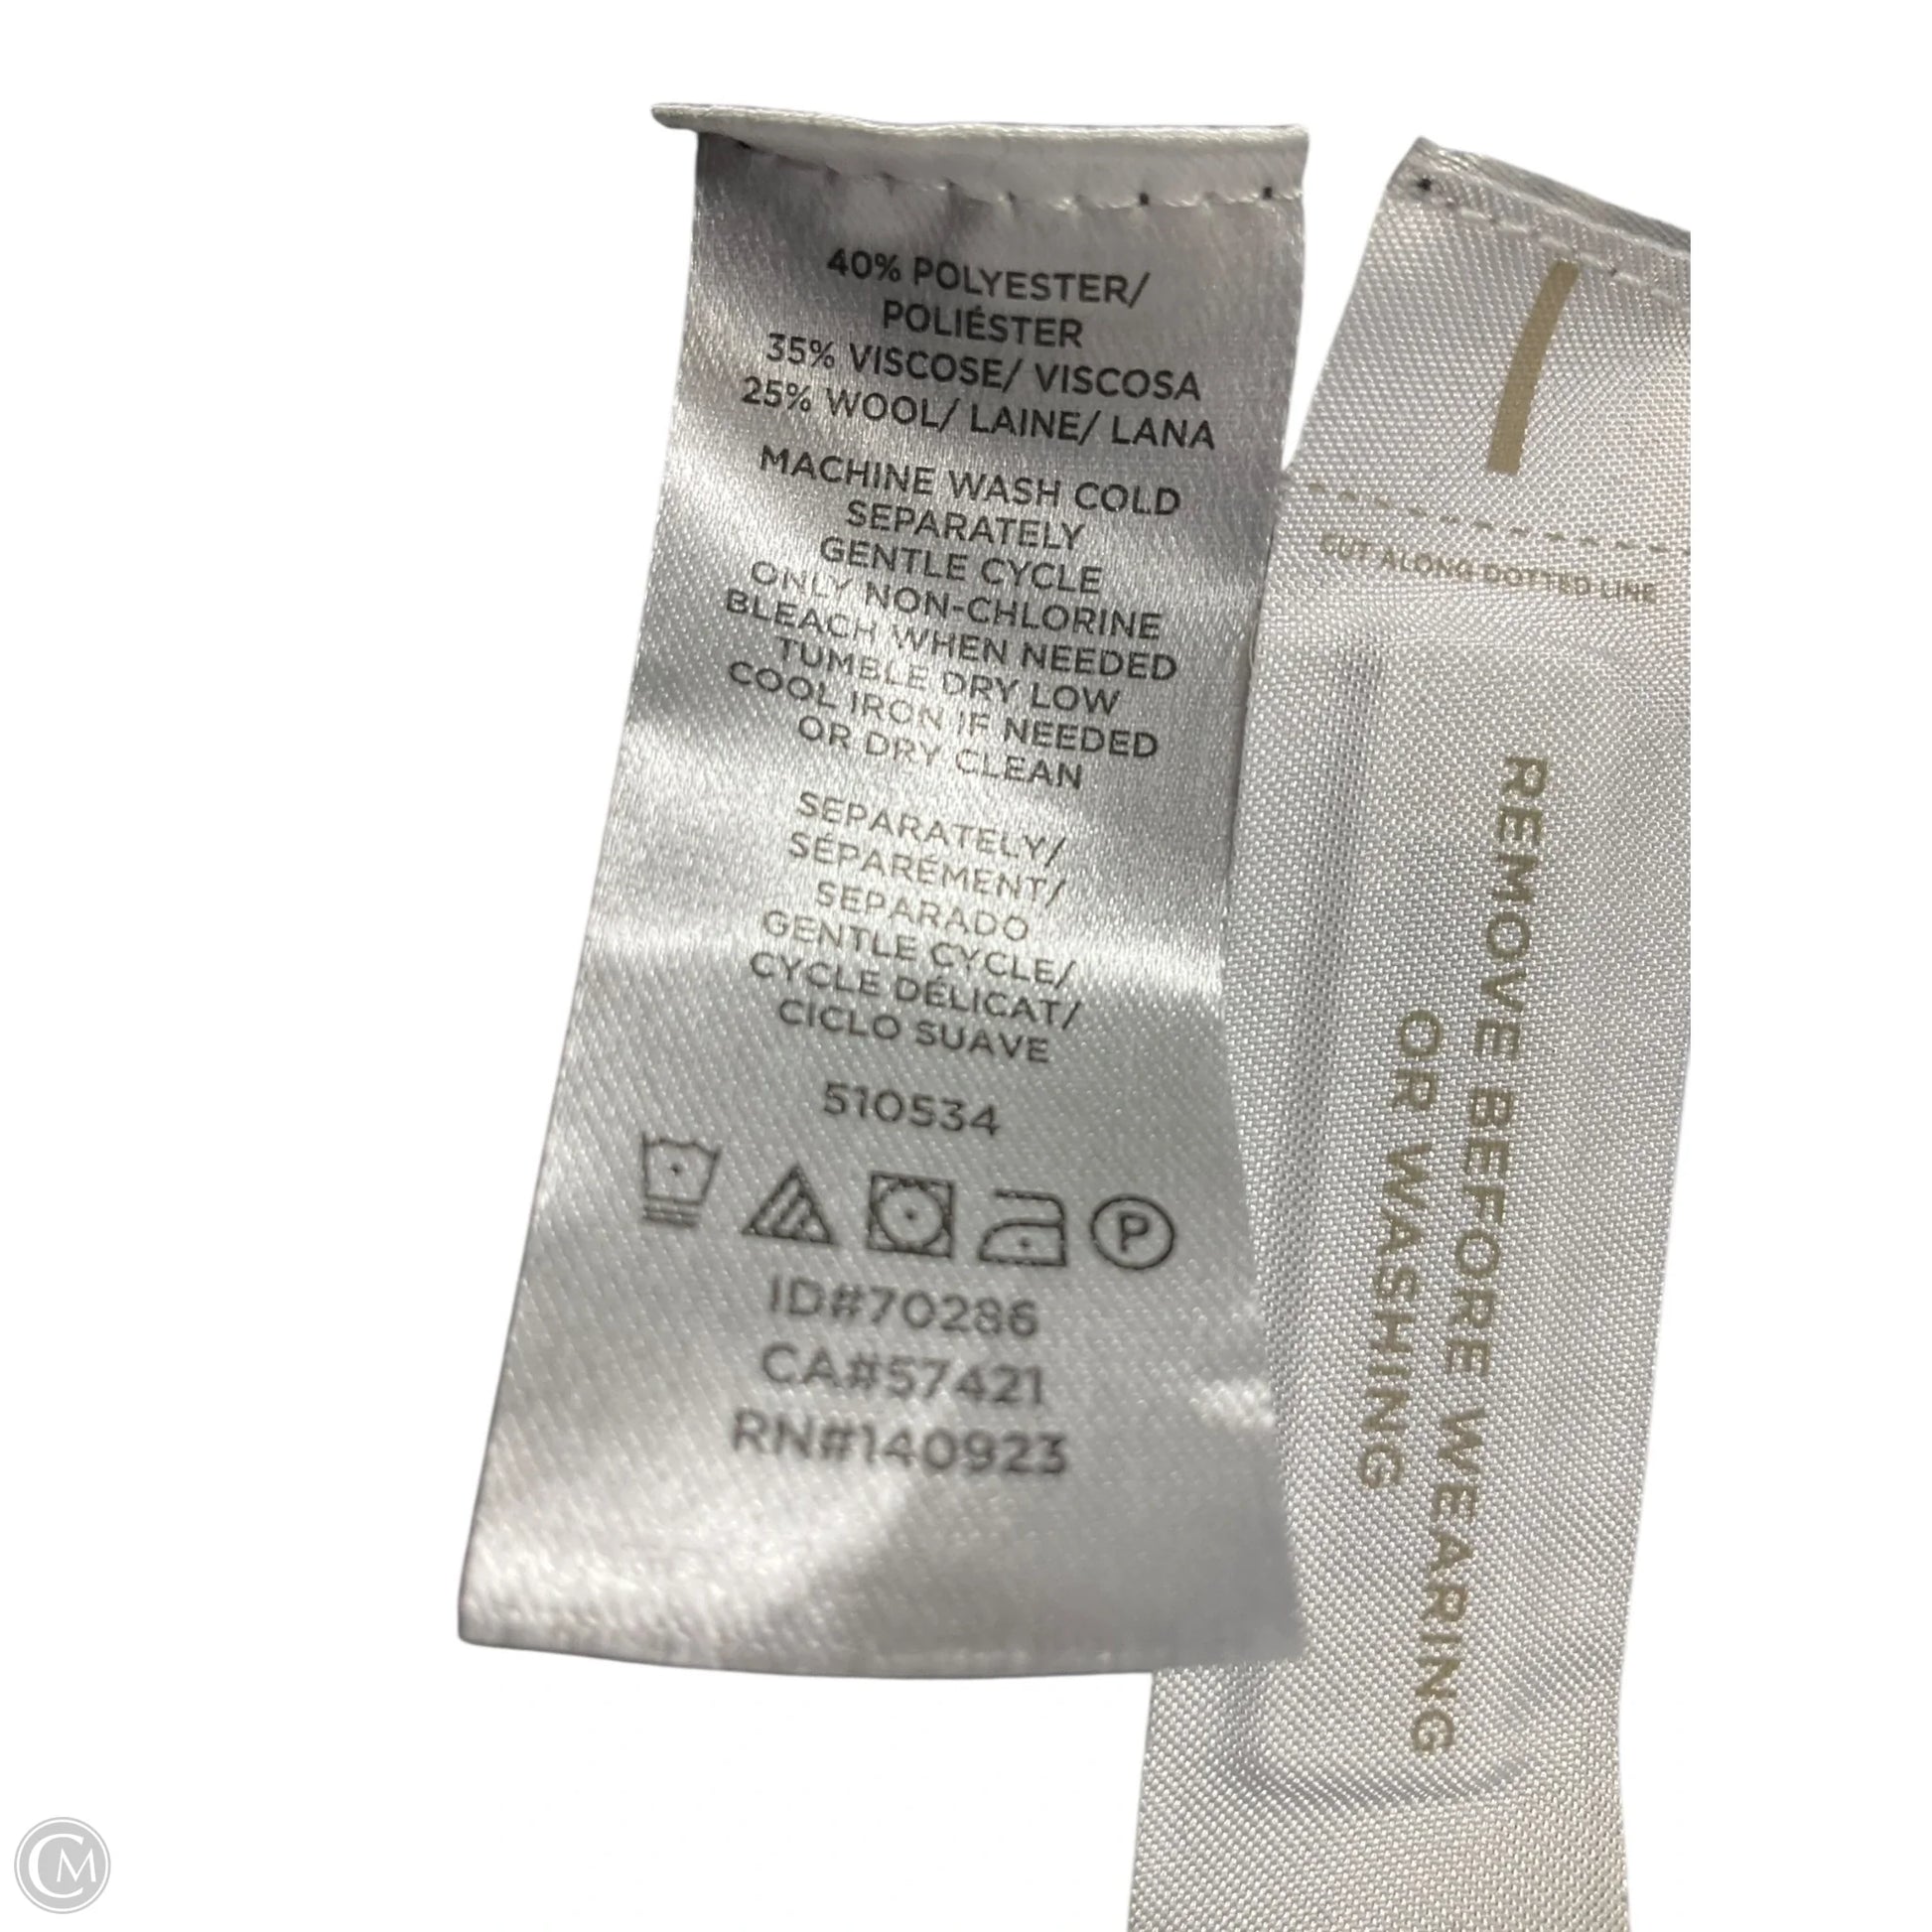 40% POLYESTER/
POLIÉSTER
35% VISCOSE/ VISCOSA
25% WOOL/ LAINE/ LANA
MACHINE WASH COLD
SEPARATELY
GENTLE CYCLE
ONLY NON-CHLORINE
BLEACH WHEN NEEDED
TUMBLE DRY LOW
COOL IRON IF NEEDED
OR DRY CLEAN
SEPARATELY/
SÉPARÉMENT/
SEPARADO
GENTLE CYCLE/
CYCLE DÉLICAT/
CICLO SUAVE
510534
P
ID#70286
CA#57421
RN#140923
CUT ALONG DOTTED LINE
REMOVE BEFORE WEARING
OR WASHING
CM